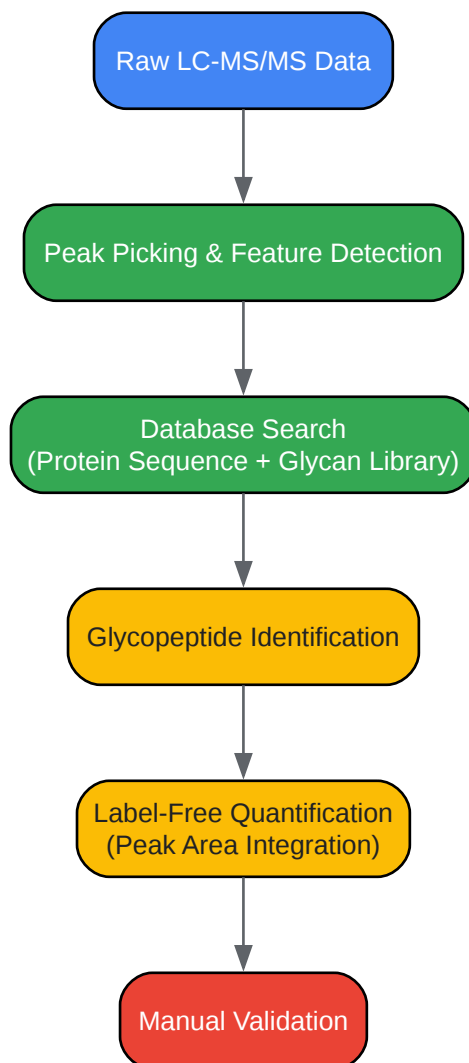 Raw LC-MS/MS Data
Peak Picking & Feature Detection
Database Search
(Protein Sequence + Glycan Library)
Glycopeptide Identification
Label-Free Quantification
(Peak Area Integration)
Manual Validation